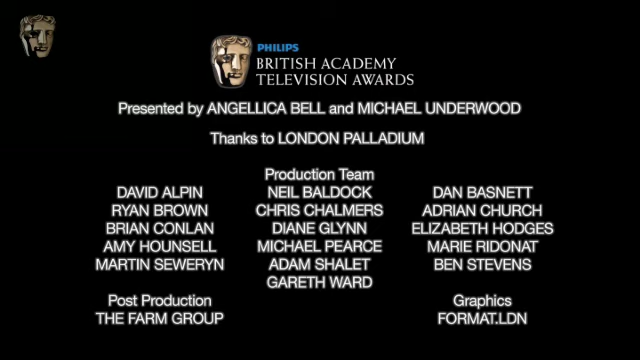 PHILIPS
BRITISH ACADEMY
TELEVISION AWARDS
Presented by ANGELLICA BELL and MICHAEL UNDERWOOD
Thanks to LONDON PALLADIUM
Production Team
DAVID ALPIN NEIL BALDOCK DAN BASNETT
RYAN BROWN CHRIS CHALMERS ADRIAN CHURCH
BRIAN CONLAN DIANE GLYNN ELIZABETH HODGES
AMY HOUNSELL MICHAEL PEARCE MARIE RIDONAT
MARTIN SEWERYN ADAM SHALET BEN STEVENS
GARETH WARD
Post Production Graphics
THE FARM GROUP FORMAT.LDN